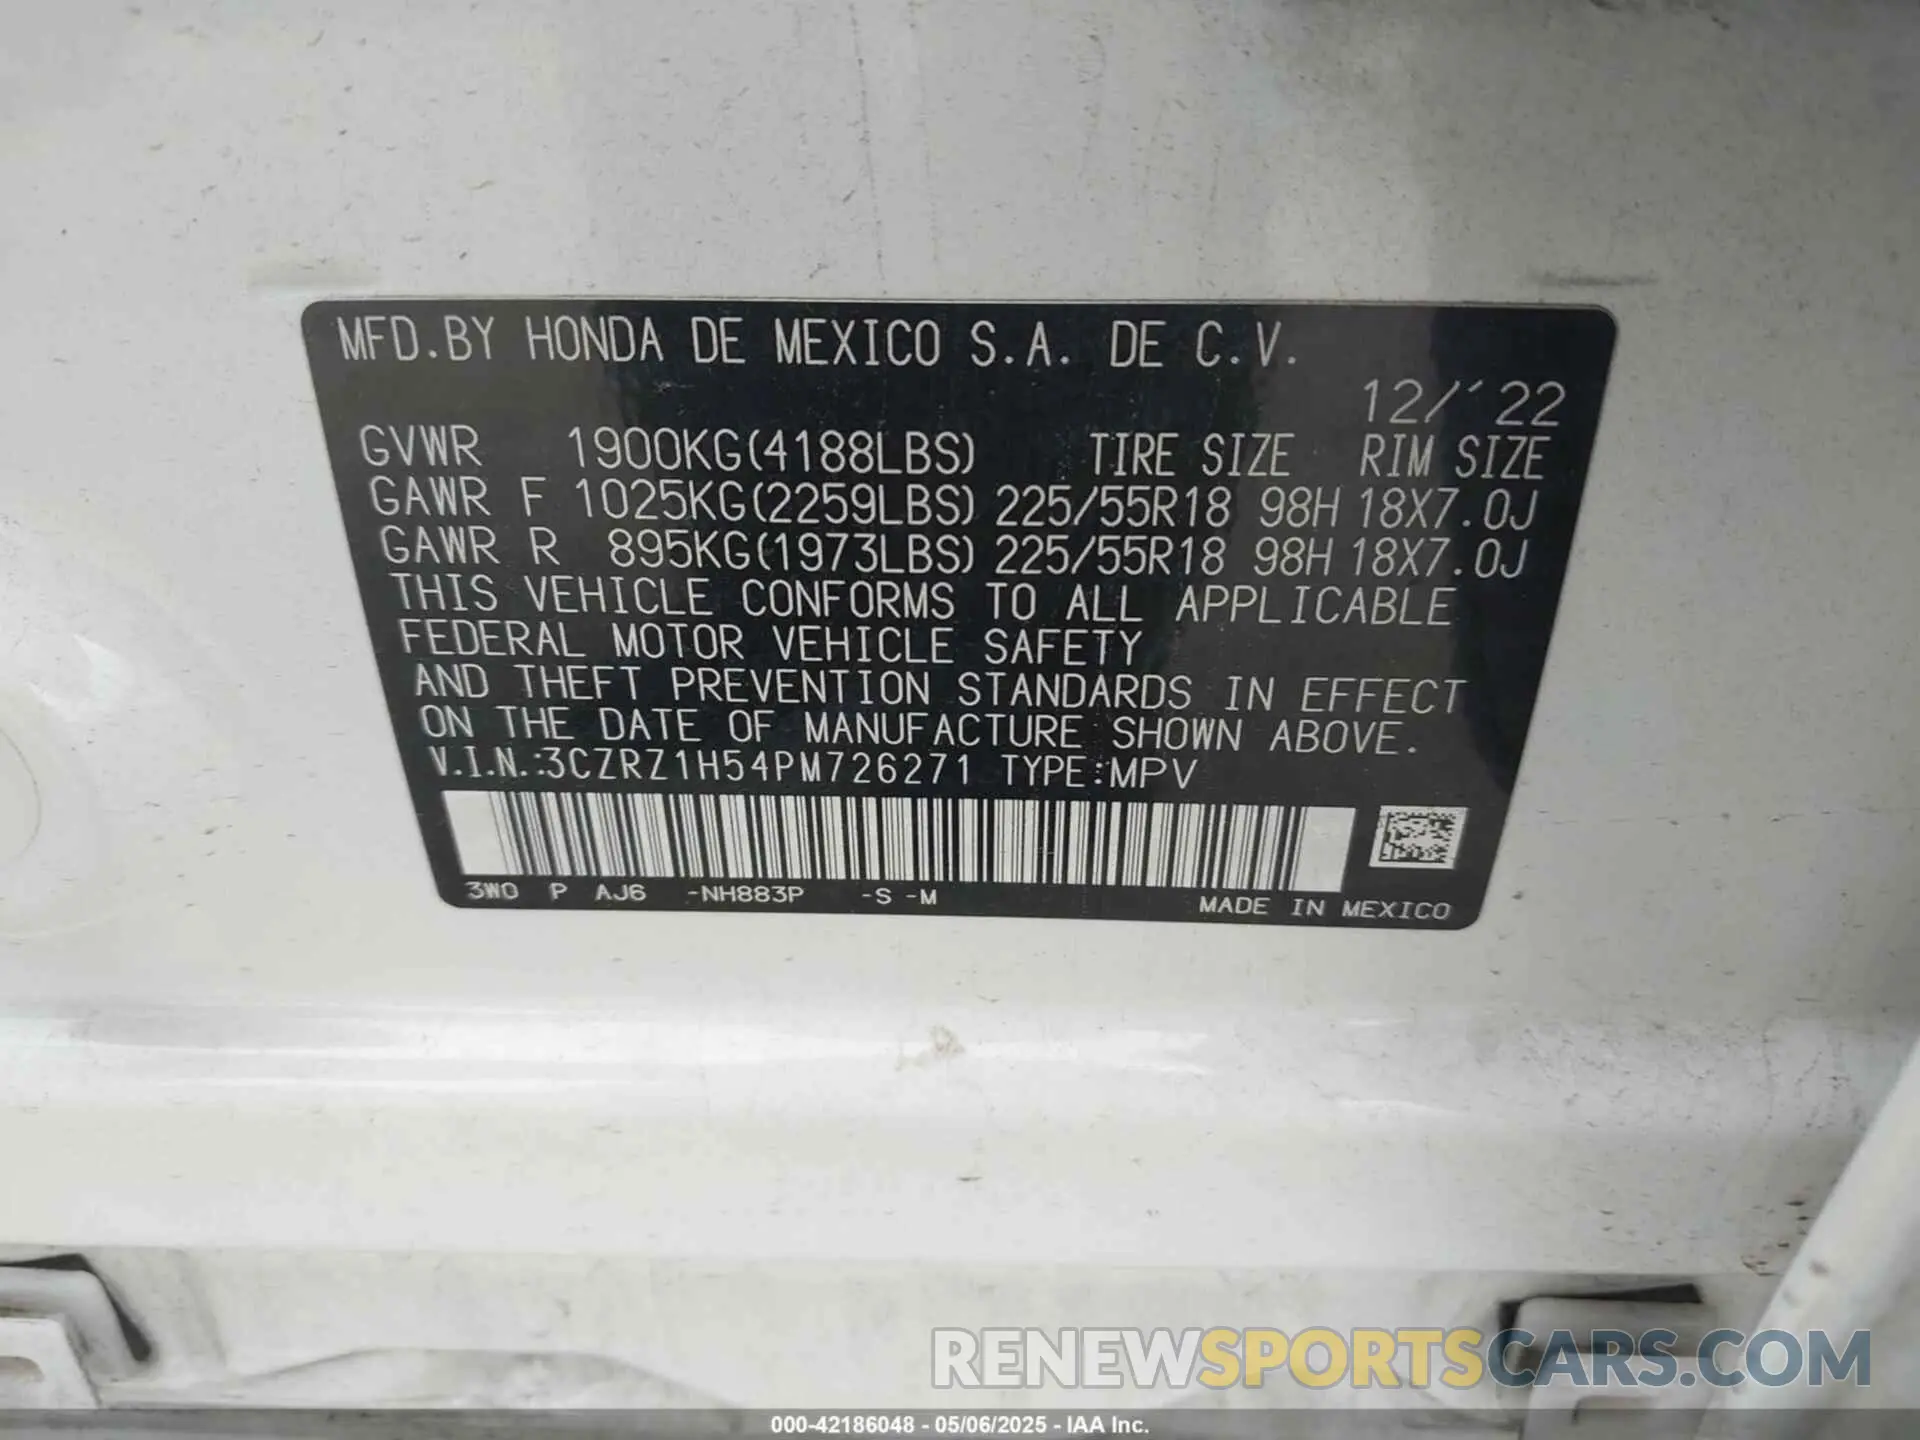 MFD.BY HONDA DE MEXICO S.A. DE C.V.
12/'22
GVWR 1900KG(4188LBS) TIRE SIZE RIM SIZE
GAWR F 1025KG(2259LBS) 225/55R18 98H 18X7.0J
GAWR R 895KG(1973LBS) 225/55R18 98H 18X7.0J
THIS VEHICLE CONFORMS TO ALL APPLICABLE
FEDERAL MOTOR VEHICLE SAFETY
AND THEFT PREVENTION STANDARDS IN EFFECT
ON THE DATE OF MANUFACTURE SHOWN ABOVE.
V.I.N.:3CZRZ1H54PM726271 TYPE:MPV
3W0 P AJ6 -NH883P -S -M MADE IN MEXICO
RENEWSPORTSCARS.COM
000-42186048 - 05/06/2025 - IAA Inc.